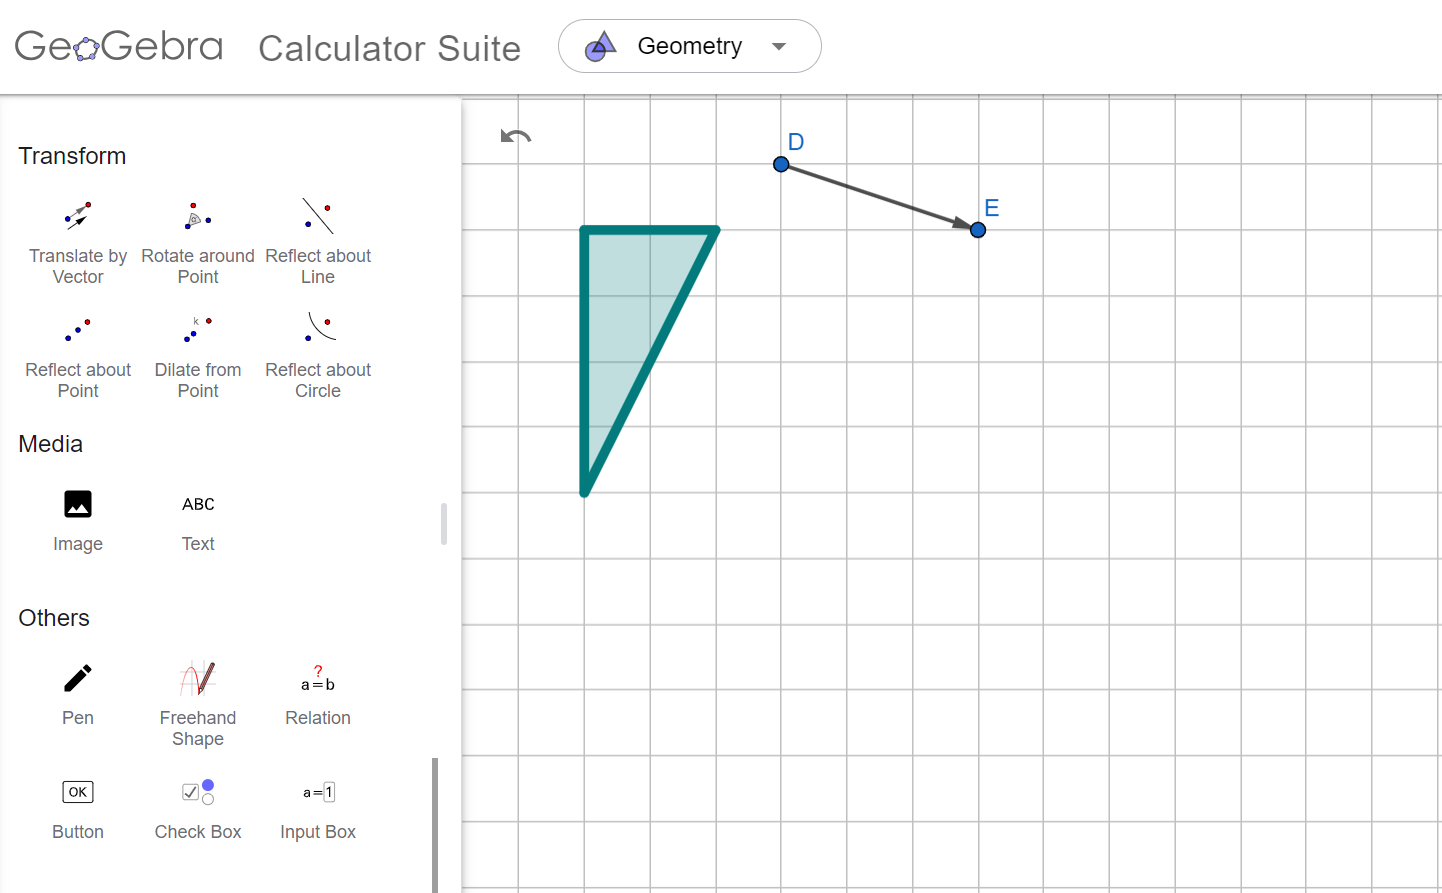 GeoGebra Calculator Suite Geometry
Transform
Translate by Vector
Rotate around Point
Reflect about Line
Reflect about Point
k
Dilate from Point
Reflect about Circle
Media
Image
ABC
Text
Others
Pen
Freehand Shape
?
a=b
Relation
OK
Button
Check Box
a=1
Input Box
D
E